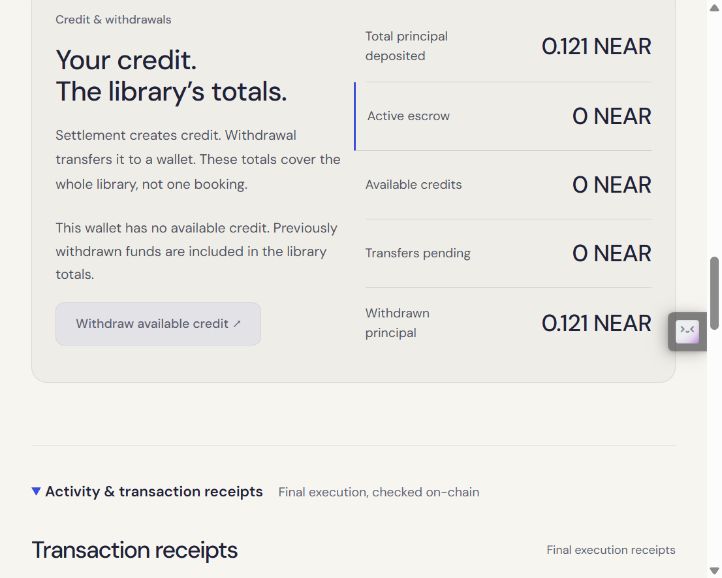 Credit & withdrawals
Your credit.
The library’s totals.
Settlement creates credit. Withdrawal
transfers it to a wallet. These totals cover the
whole library, not one booking.
This wallet has no available credit. Previously
withdrawn funds are included in the library
totals.
Withdraw available credit ↗
Total principal
deposited
0.121 NEAR
Active escrow
0 NEAR
Available credits
0 NEAR
Transfers pending
0 NEAR
Withdrawn
principal
0.121 NEAR
▼ Activity & transaction receipts Final execution, checked on-chain
Transaction receipts
Final execution receipts